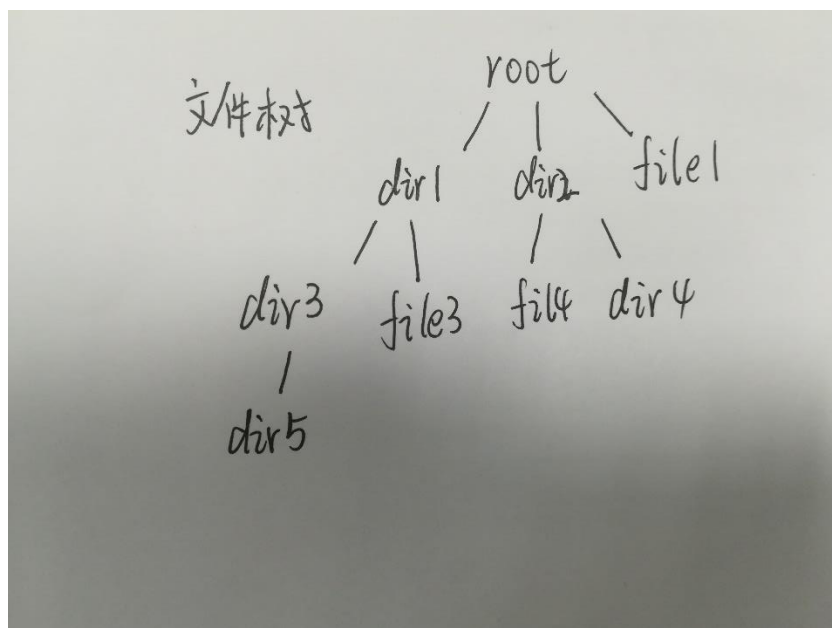 root
文件树
dir1 dir2 file1
dir3 file3 fil4 dir4
dir5